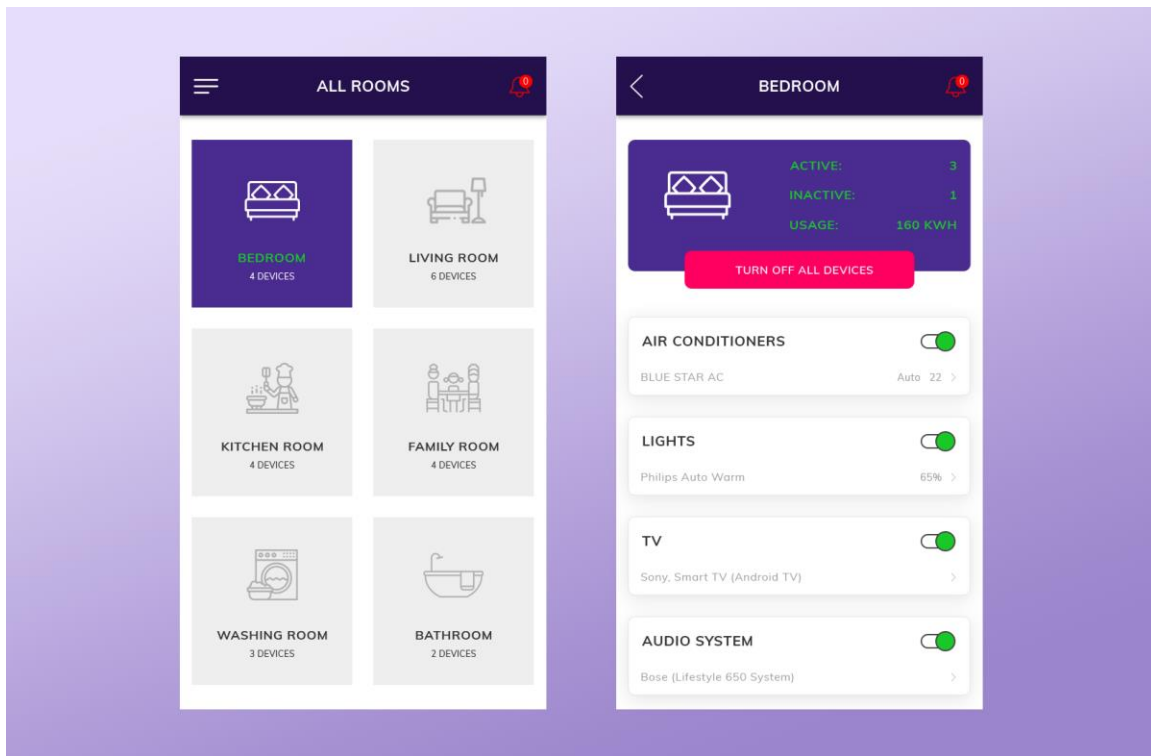 ALL ROOMS
0
BEDROOM
4 DEVICES
LIVING ROOM
6 DEVICES
KITCHEN ROOM
4 DEVICES
FAMILY ROOM
4 DEVICES
WASHING ROOM
3 DEVICES
BATHROOM
2 DEVICES
BEDROOM
0
ACTIVE: 3
INACTIVE: 1
USAGE: 160 KWH
TURN OFF ALL DEVICES
AIR CONDITIONERS
BLUE STAR AC Auto 22 >
LIGHTS
Philips Auto Warm 65% >
TV
Sony, Smart TV (Android TV) >
AUDIO SYSTEM
Bose (Lifestyle 650 System) >